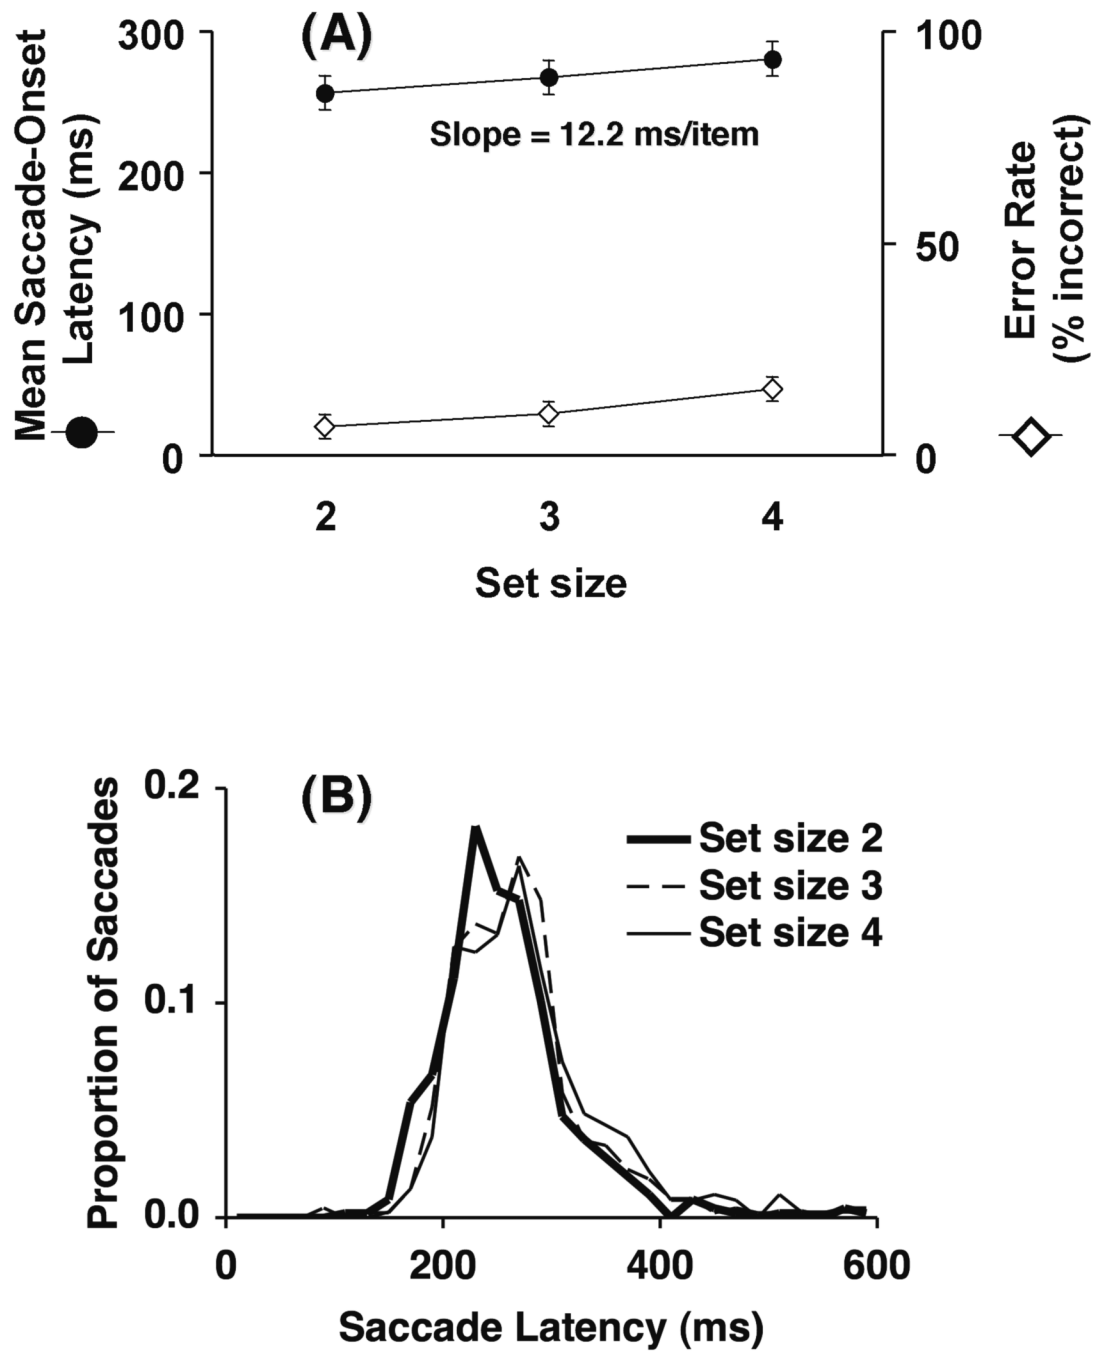 (A)
Mean Saccade-Onset
Latency (ms)
300
200
100
0
Slope = 12.2 ms/item
100
50
0
Error Rate
(% incorrect)
2 3 4
Set size
(B)
Proportion of Saccades
0.2
0.1
0.0
Set size 2
Set size 3
Set size 4
0 200 400 600
Saccade Latency (ms)